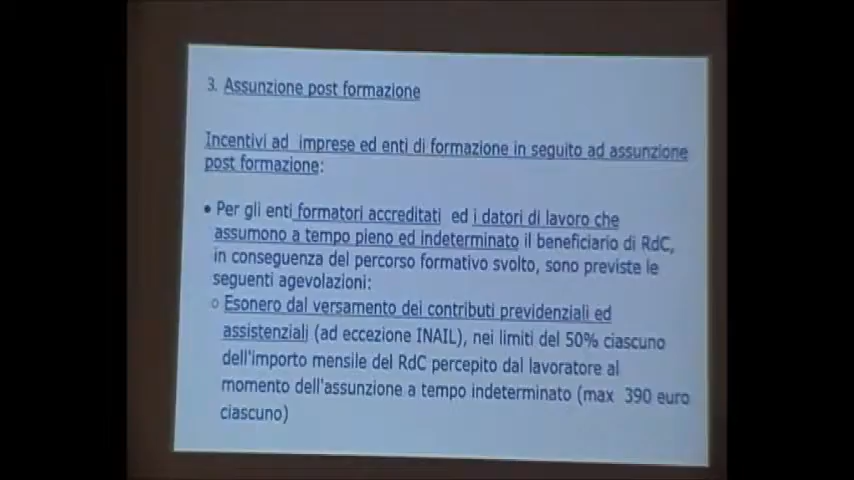 3. Assunzione post formazione
Incentivi ad imprese ed enti di formazione in seguito ad assunzione
post formazione:
• Per gli enti formatori accreditati ed i datori di lavoro che
assumono a tempo pieno ed indeterminato il beneficiario di RdC,
in conseguenza del percorso formativo svolto, sono previste le
seguenti agevolazioni:
○ Esonero dal versamento dei contributi previdenziali ed
assistenziali (ad eccezione INAIL), nei limiti del 50% ciascuno
dell'importo mensile del RdC percepito dal lavoratore al
momento dell'assunzione a tempo indeterminato (max 390 euro
ciascuno)